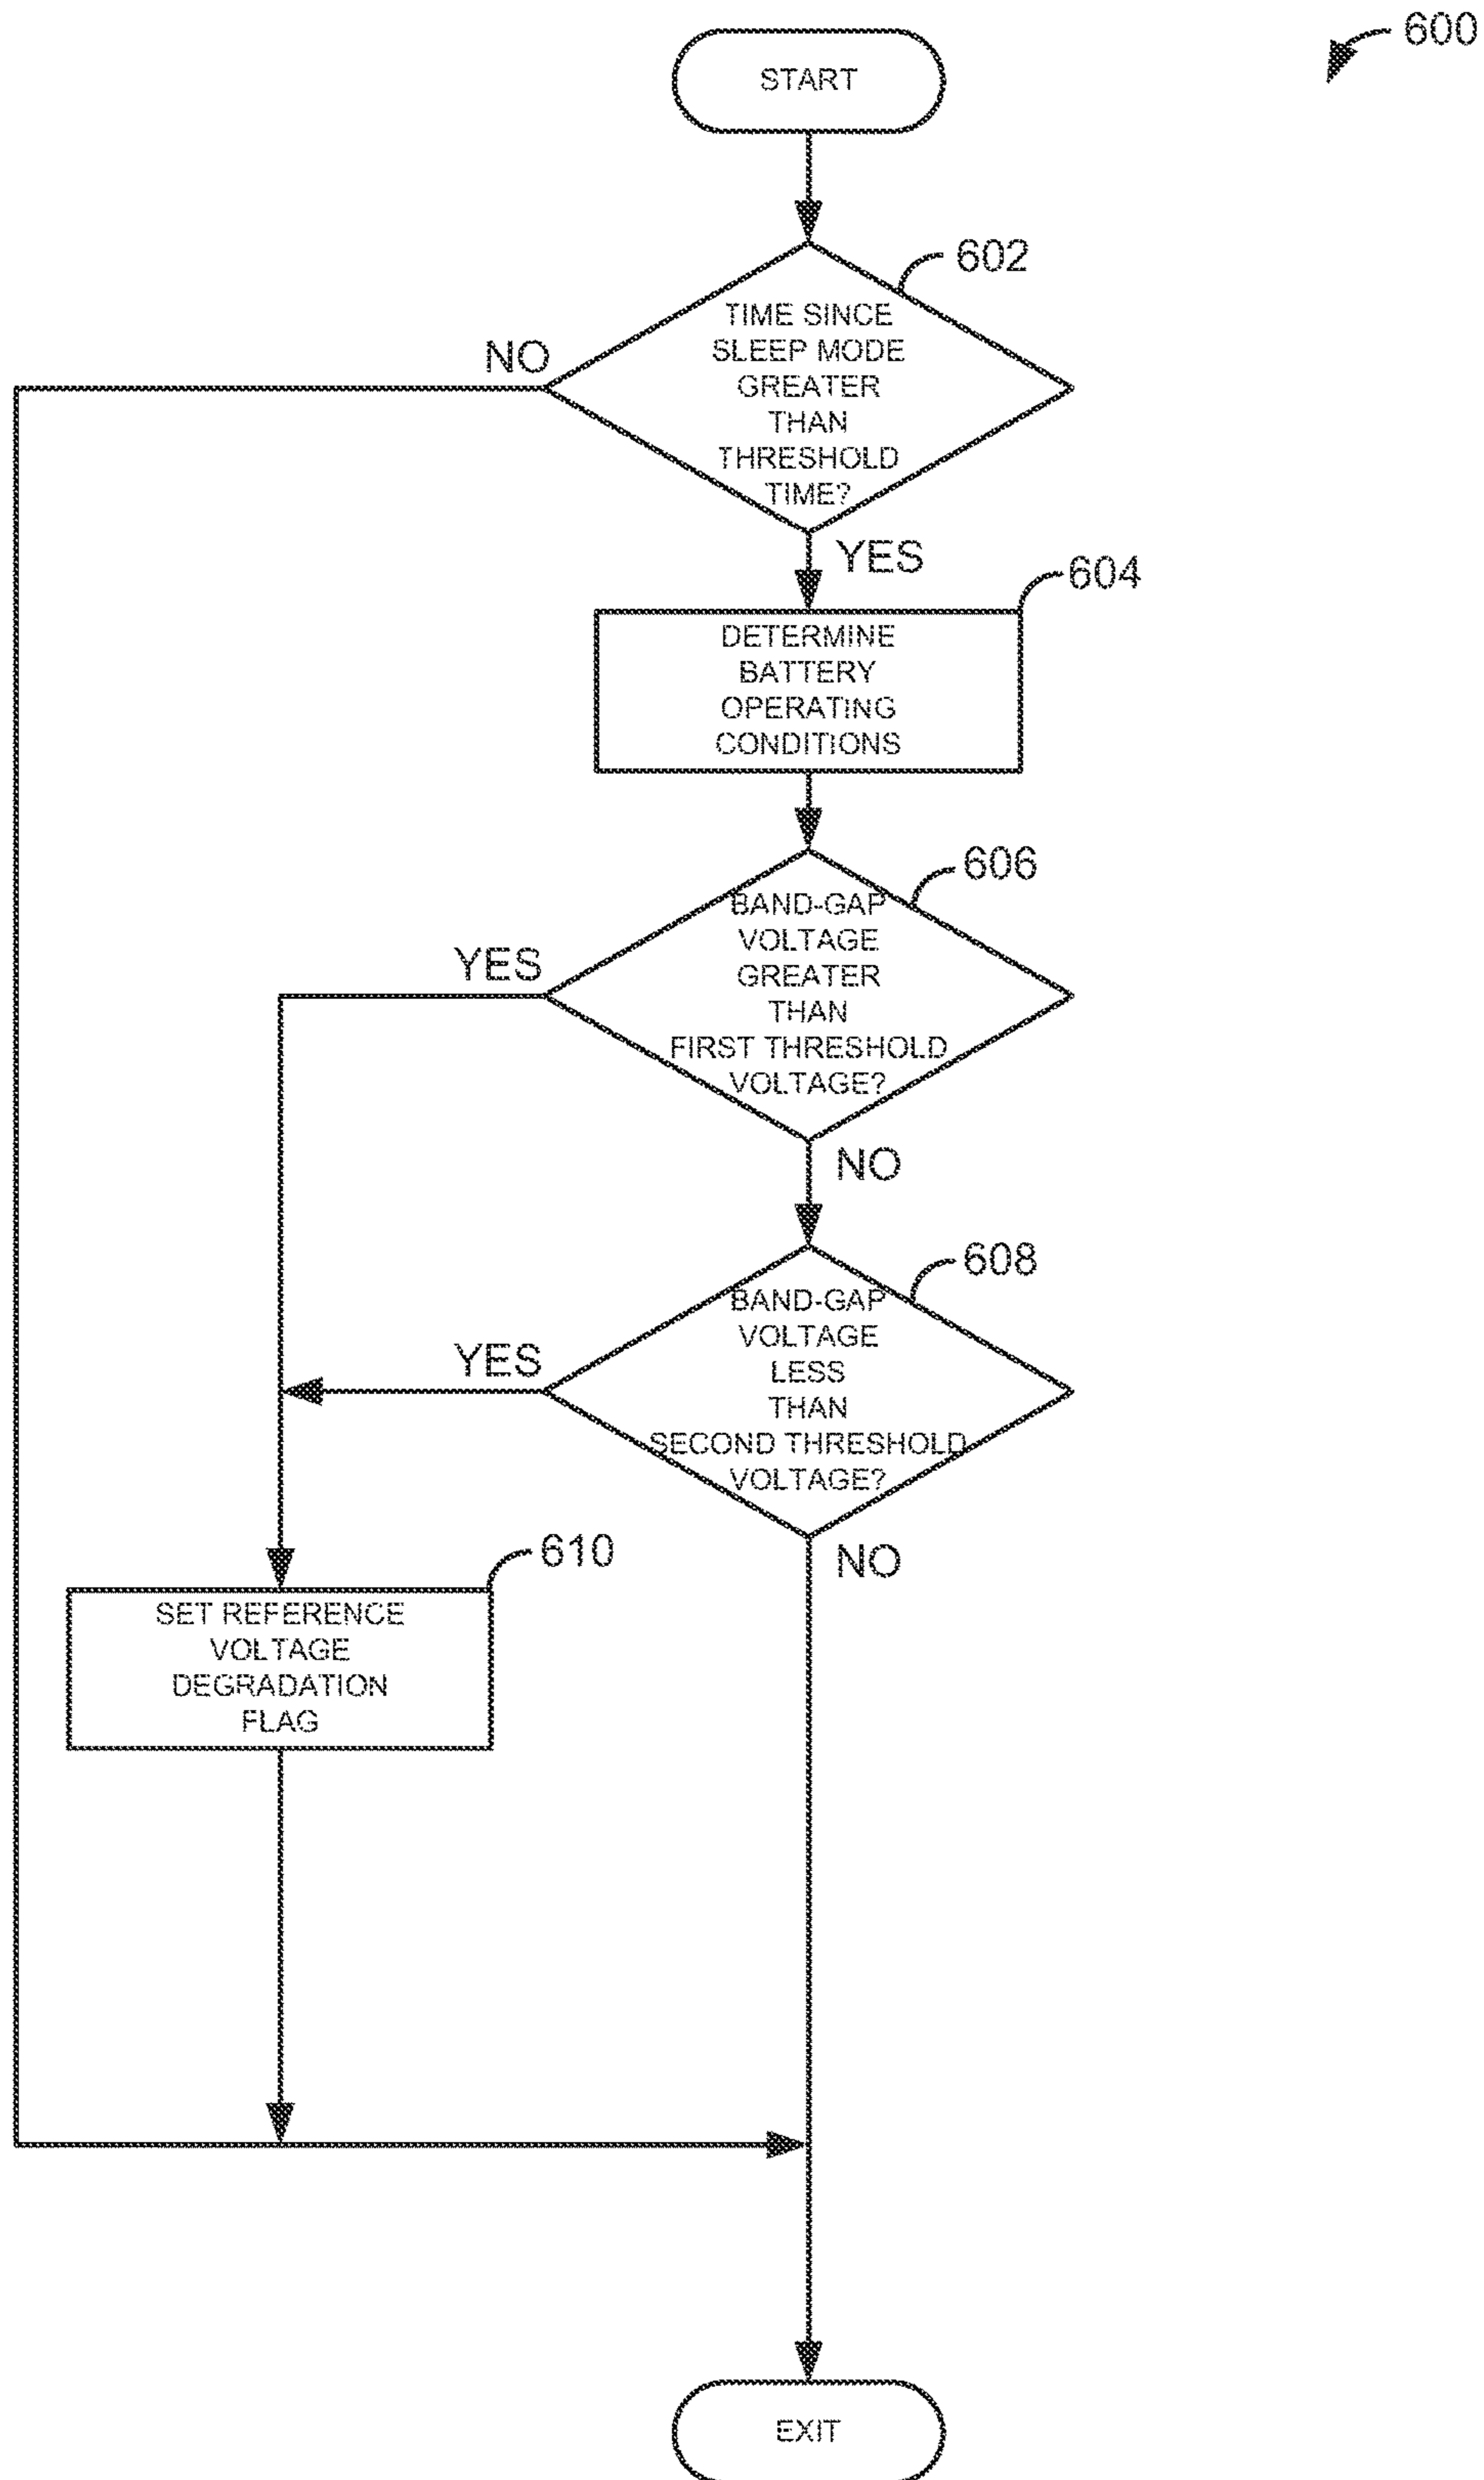 600
START
602
TIME SINCE
SLEEP MODE
GREATER
THAN
THRESHOLD
TIME?
NO
YES
604
DETERMINE
BATTERY
OPERATING
CONDITIONS
606
BAND-GAP
VOLTAGE
GREATER
THAN
FIRST THRESHOLD
VOLTAGE?
YES
NO
608
BAND-GAP
VOLTAGE
LESS
THAN
SECOND THRESHOLD
VOLTAGE?
YES
NO
610
SET REFERENCE
VOLTAGE
DEGRADATION
FLAG
EXIT